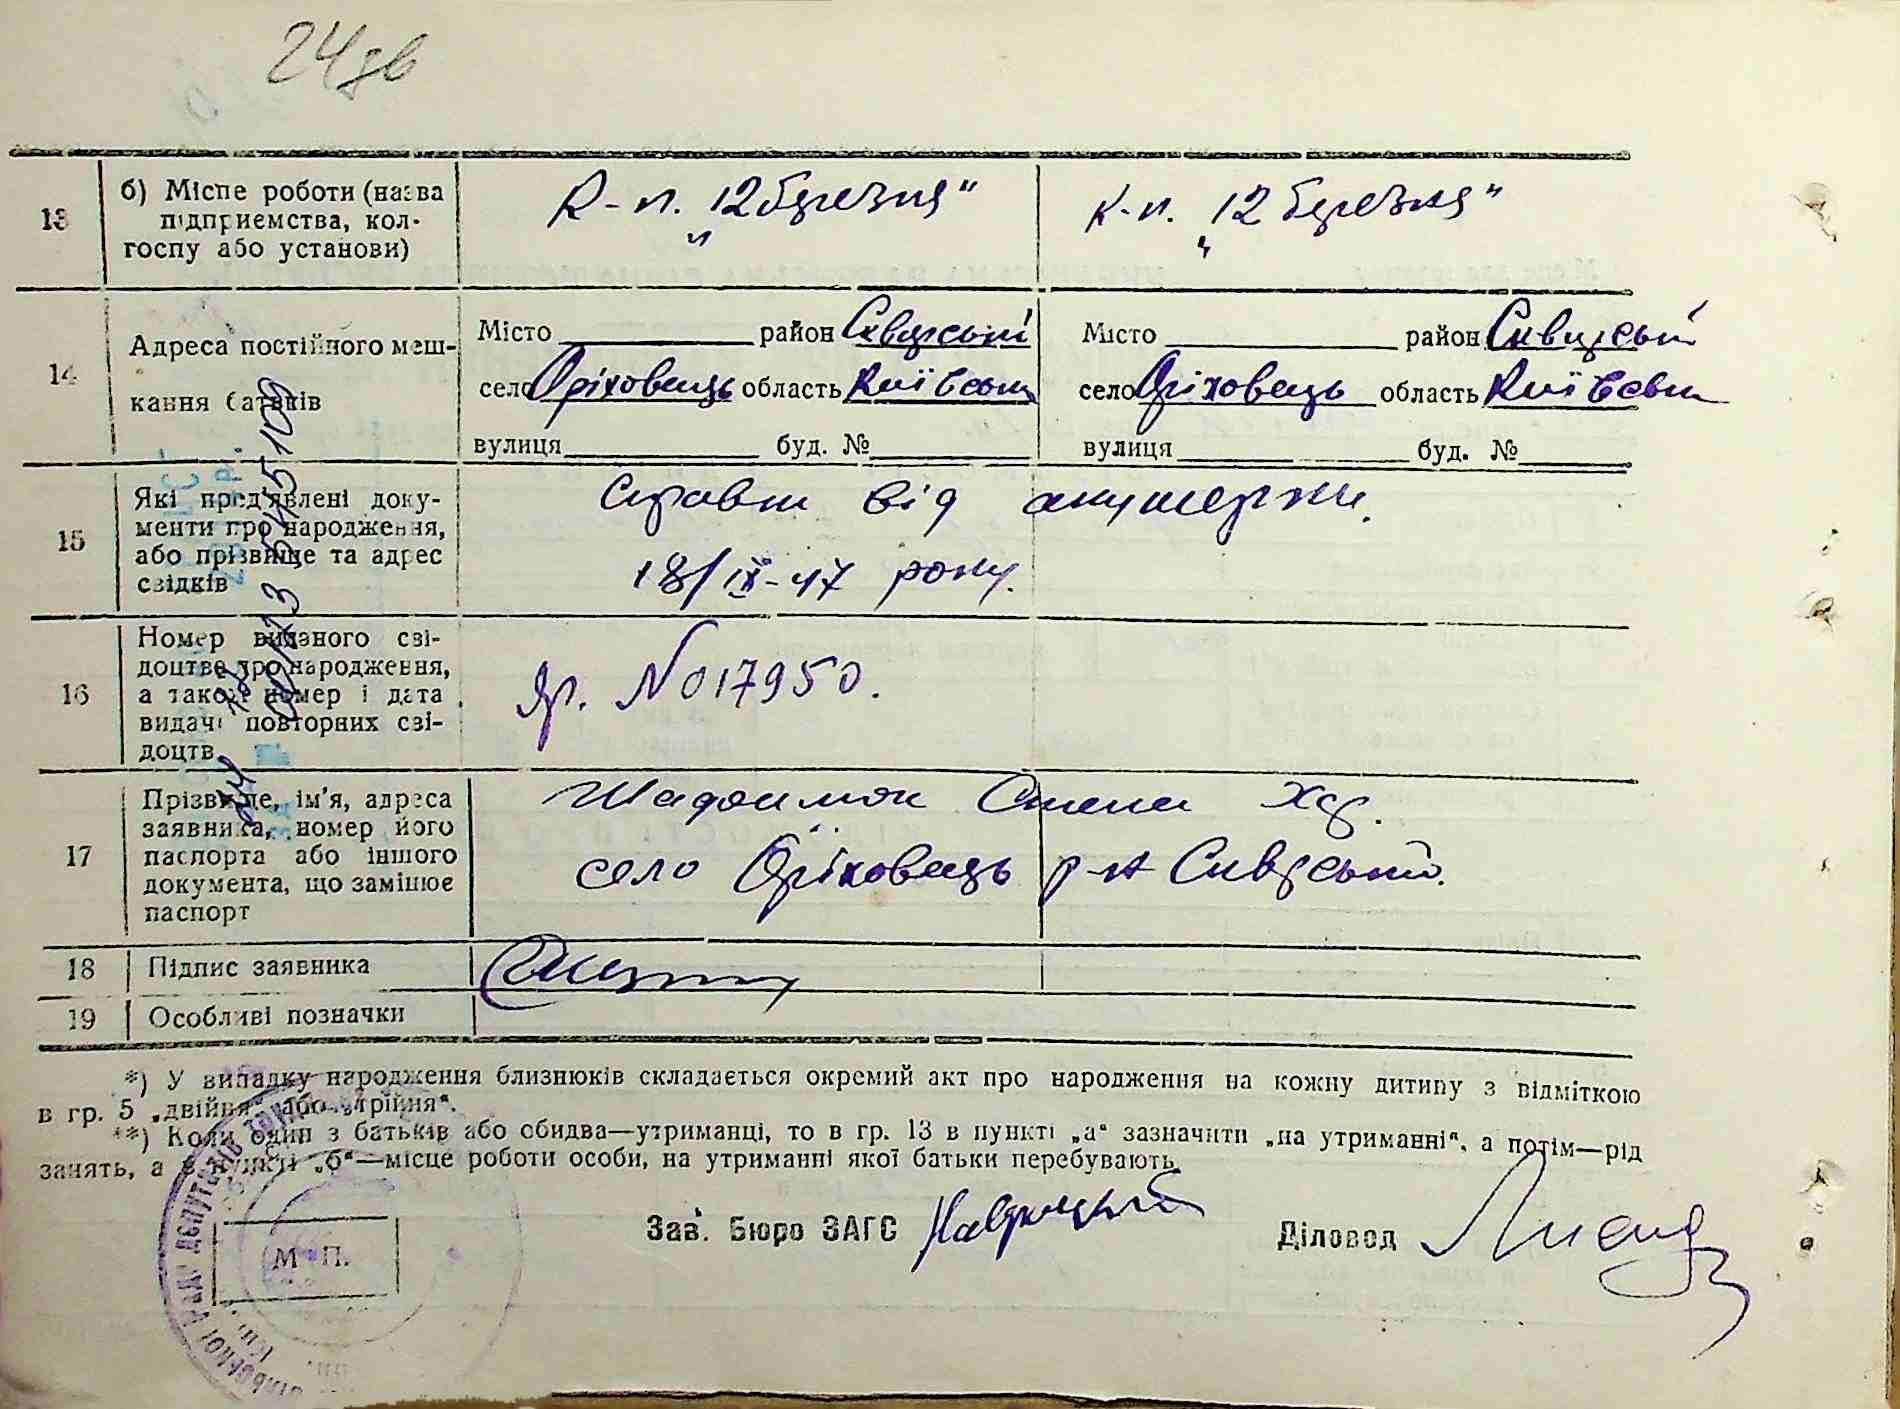 24зв
13
б) Місце роботи (назва
підприємства, кол-
госпу або установи)
К-п. „12 березня“
к-п. „12 березня“
14
Адреса постійного меш-
кання батьків
Місто район Сквирський
село Оріховець область Київськ
вулиця буд. №
Місто район Сквирський
село Оріховець область Київськ
вулиця буд. №
15
Які пред'явлені доку-
менти про народження,
або прізвище та адрес
свідків
Справки від акушерки.
18/IX-47 року.
16
Номер виданого сві-
доцтва про народження,
а також номер і дата
видачі повторних сві-
доцтв
Яр. №017950.
17
Прізвище, ім'я, адреса
заявника, номер його
паспорта або іншого
документа, що замінює
паспорт
село Оріховець р-н Сквирський.
18
Підпис заявника
19
Особливі позначки
*) У випадку народження близнюків складається окремий акт про народження на кожну дитину з відміткою
в гр. 5 „двійня“ або „трійня“.
**) Коли один з батьків або обидва—утриманці, то в гр. 13 в пункті „а“ зазначити „на утриманні“, а потім—рід
занять, а в пункті „б“—місце роботи особи, на утриманні якої батьки перебувають.
Зав. Бюро ЗАГС
Діловод
М П.